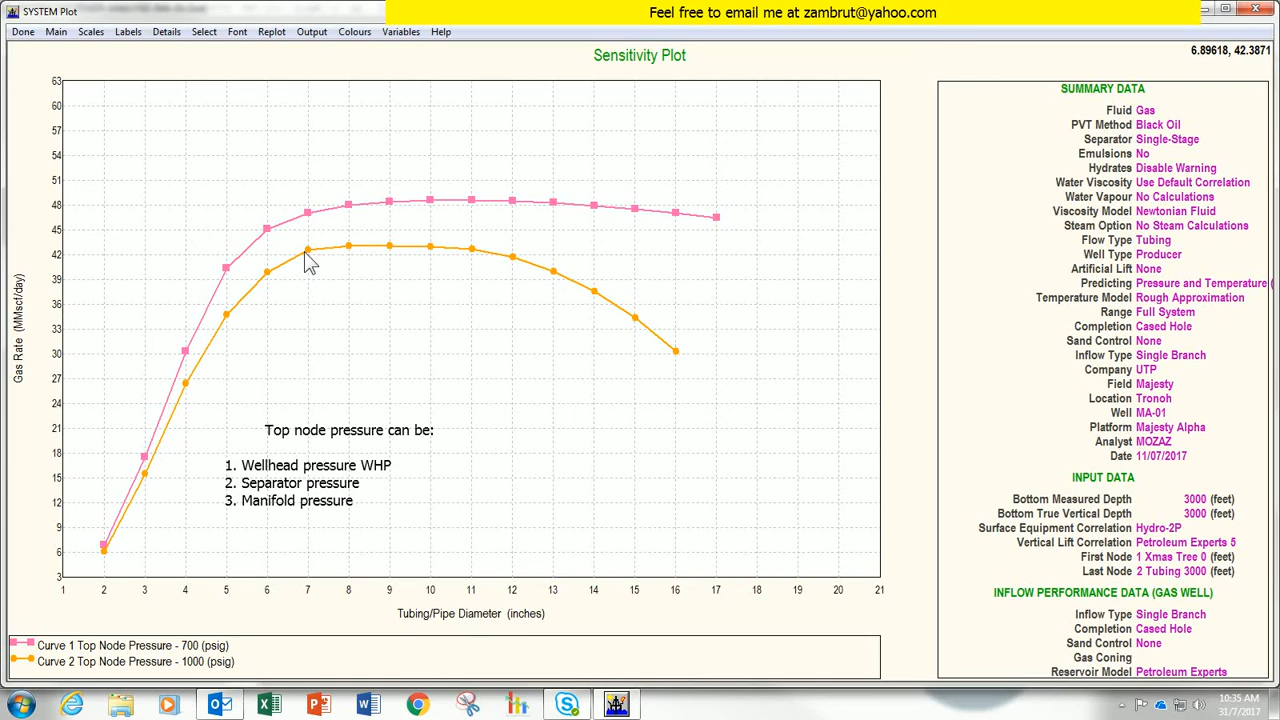 SYSTEM Plot
Feel free to email me at zambrut@yahoo.com
Done Main Scales Labels Details Select Font Replot Output Colours Variables Help
6.89618, 42.3871
Sensitivity Plot
63
60
57
54
51
48
45
42
39
36
33
30
27
24
21
18
15
12
9
6
3
Gas Rate (MMscf/day)
Top node pressure can be:
1. Wellhead pressure WHP
2. Separator pressure
3. Manifold pressure
1 2 3 4 5 6 7 8 9 10 11 12 13 14 15 16 17 18 19 20 21
Tubing/Pipe Diameter (inches)
Curve 1 Top Node Pressure - 700 (psig)
Curve 2 Top Node Pressure - 1000 (psig)
SUMMARY DATA
Fluid Gas
PVT Method Black Oil
Separator Single-Stage
Emulsions No
Hydrates Disable Warning
Water Viscosity Use Default Correlation
Water Vapour No Calculations
Viscosity Model Newtonian Fluid
Steam Option No Steam Calculations
Flow Type Tubing
Well Type Producer
Artificial Lift None
Predicting Pressure and Temperature (
Temperature Model Rough Approximation
Range Full System
Completion Cased Hole
Sand Control None
Inflow Type Single Branch
Company UTP
Field Majesty
Location Tronoh
Well MA-01
Platform Majesty Alpha
Analyst MOZAZ
Date 11/07/2017
INPUT DATA
Bottom Measured Depth 3000 (feet)
Bottom True Vertical Depth 3000 (feet)
Surface Equipment Correlation Hydro-2P
Vertical Lift Correlation Petroleum Experts 5
First Node 1 Xmas Tree 0 (feet)
Last Node 2 Tubing 3000 (feet)
INFLOW PERFORMANCE DATA (GAS WELL)
Inflow Type Single Branch
Completion Cased Hole
Sand Control None
Gas Coning
Reservoir Model Petroleum Experts
10:35 AM
31/7/2017